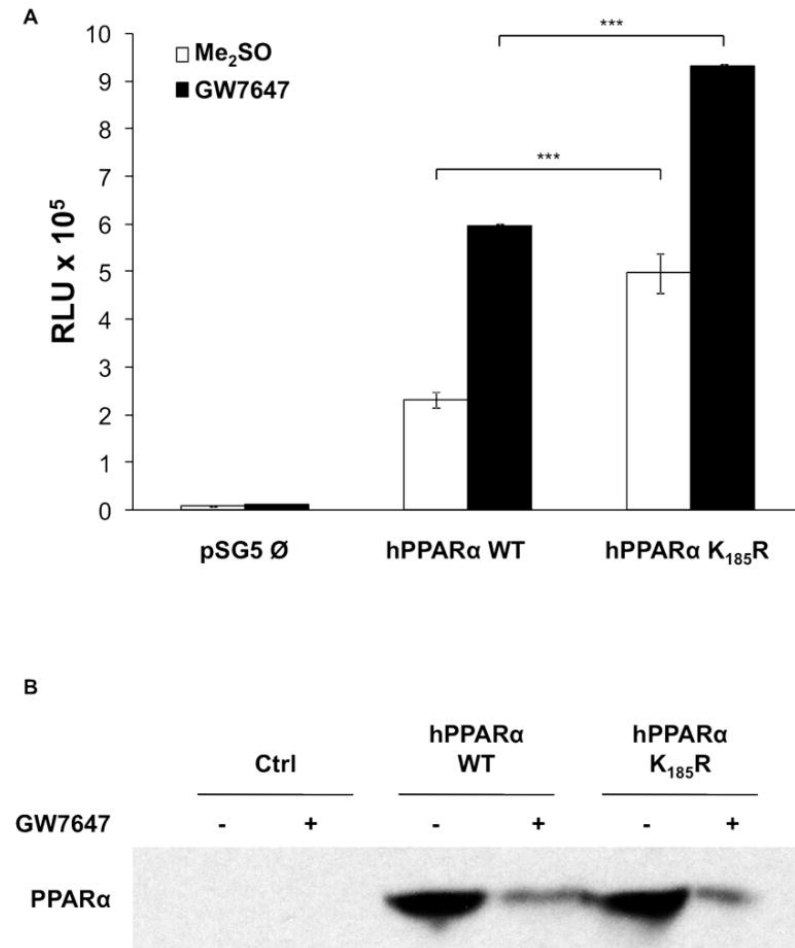 A
10
9
8
7
6
5
4
3
2
1
0
RLU x 10⁵
Me₂SO
GW7647
***
***
pSG5 Ø hPPARα WT hPPARα K₁₈₅R
B
hPPARα hPPARα
Ctrl WT K₁₈₅R
GW7647 - + - + - +
PPARα